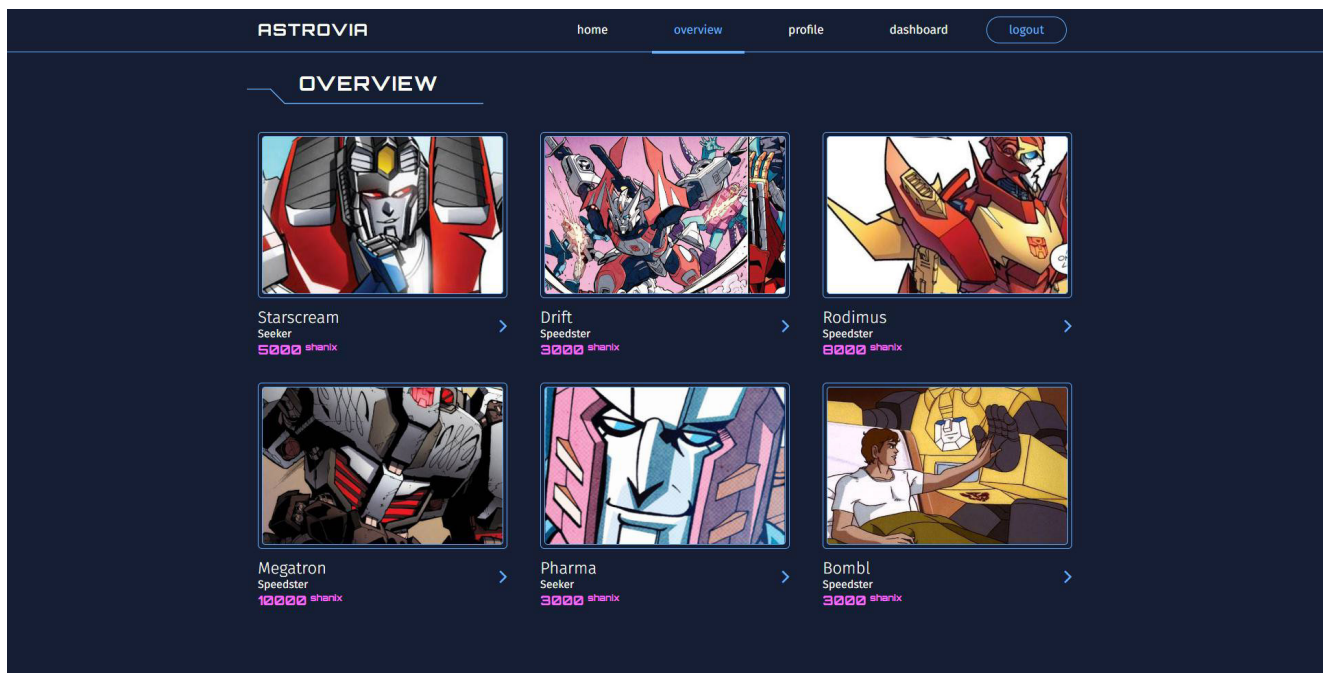 ASTROVIA
home
overview
profile
dashboard
logout
OVERVIEW
Starscream
Seeker
5000 shanix
Drift
Speedster
3000 shanix
Rodimus
Speedster
8000 shanix
Megatron
Speedster
10000 shanix
Pharma
Seeker
3000 shanix
Bombl
Speedster
3000 shanix